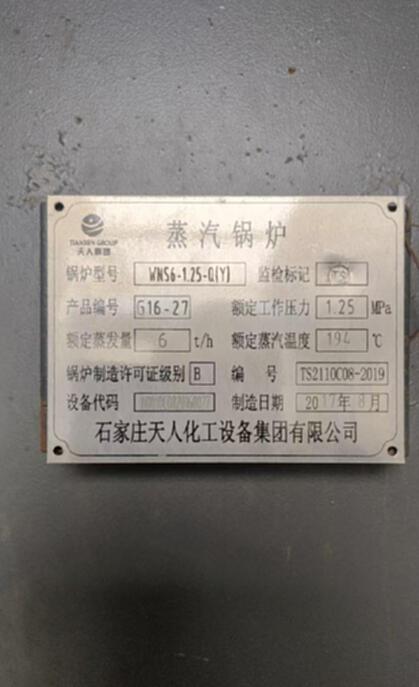 TIANREN GROUP
天人集团
蒸汽锅炉
锅炉型号 WNS6-1.25-Q(Y) 监检标记
产品编号 G16-27 额定工作压力 1.25 MPa
额定蒸发量 6 t/h 额定蒸汽温度 194 ℃
锅炉制造许可证级别 B 编号 TS2110C08-2019
设备代码 制造日期 2017年8月
石家庄天人化工设备集团有限公司